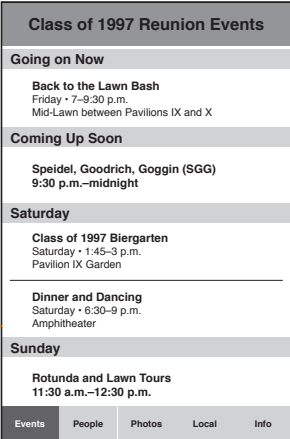 Class of 1997 Reunion Events
Going on Now
Back to the Lawn Bash
Friday • 7–9:30 p.m.
Mid-Lawn between Pavilions IX and X
Coming Up Soon
Speidel, Goodrich, Goggin (SGG)
9:30 p.m.–midnight
Saturday
Class of 1997 Biergarten
Saturday • 1:45–3 p.m.
Pavilion IX Garden
Dinner and Dancing
Saturday • 6:30–9 p.m.
Amphitheater
Sunday
Rotunda and Lawn Tours
11:30 a.m.–12:30 p.m.
Events People Photos Local Info